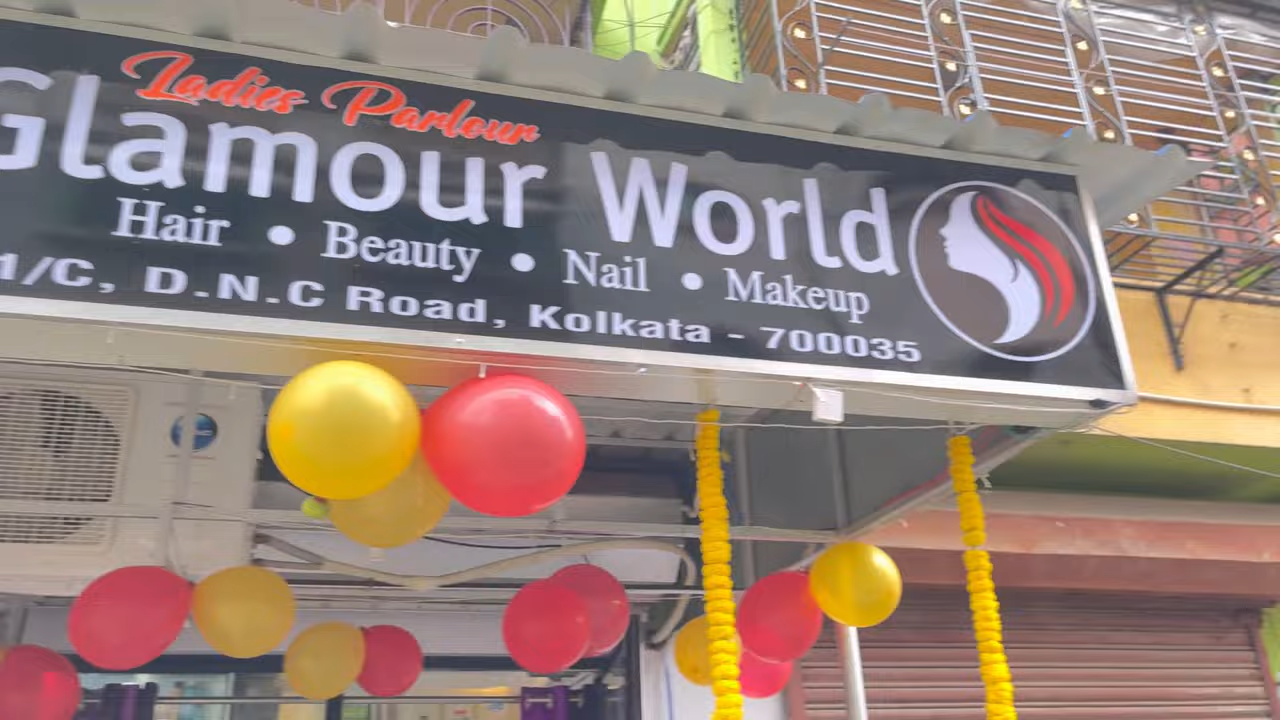 Ladies Parlour
Glamour World
Hair • Beauty • Nail • Makeup
1/C, D.N.C Road, Kolkata - 700035